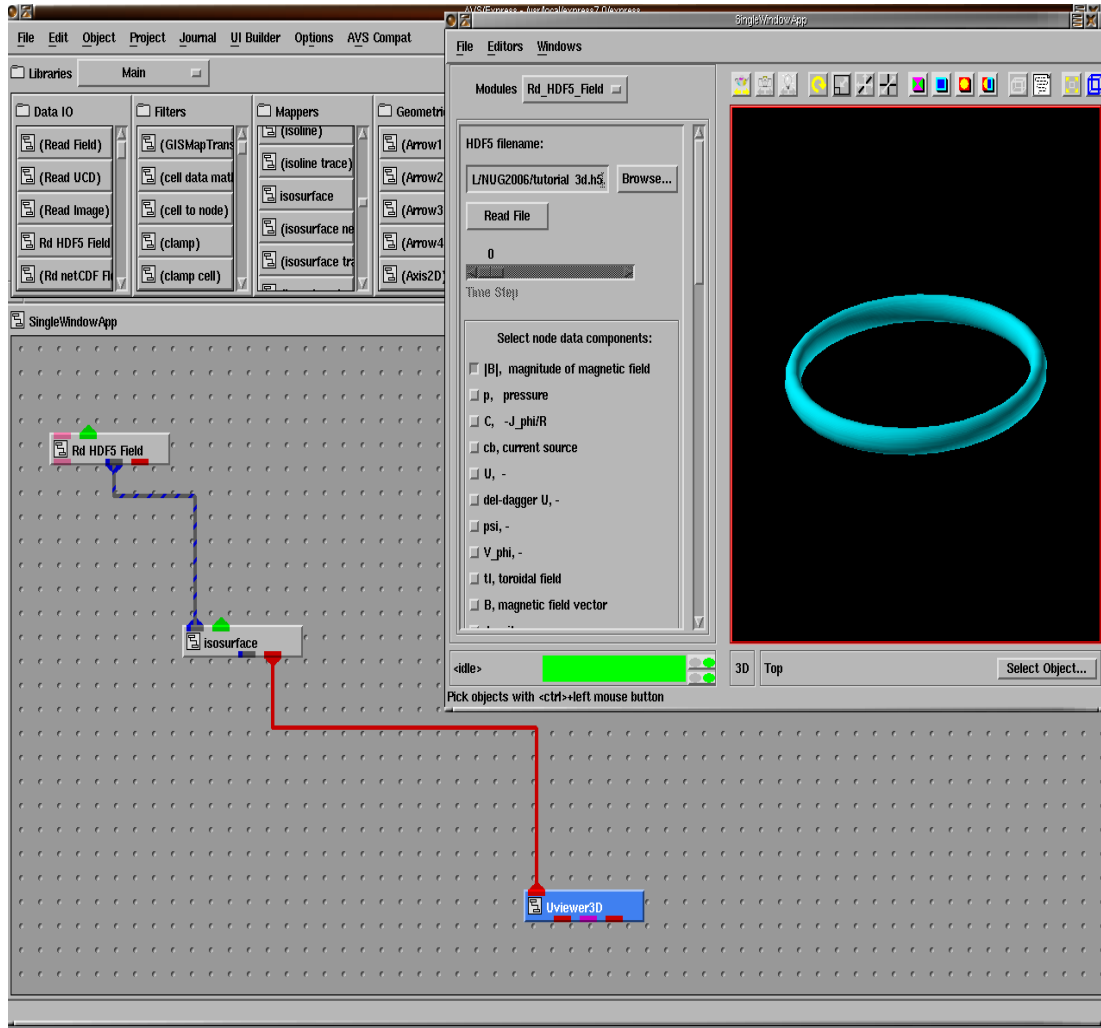 AVS/Express - /usr/local/express7.0/express
File Edit Object Project Journal UI Builder Options AVS Compat
Libraries Main
Data IO
(Read Field)
(Read UCD)
(Read Image)
Rd HDF5 Field
(Rd netCDF Fl
Filters
(GISMapTrans
(cell data mat
(cell to node)
(clamp)
(clamp cell)
Mappers
(isoline)
(isoline trace)
isosurface
(isosurface ne
(isosurface tra
Geometri
(Arrow1
(Arrow2
(Arrow3
(Arrow4
(Axis2D)
SingleWindowApp
Rd HDF5 Field
isosurface
Uviewer3D
SingleWindowApp
File Editors Windows
Modules Rd_HDF5_Field
HDF5 filename:
L/NUG2006/tutorial_3d.h5 Browse...
Read File
0
Time Step
Select node data components:
|B|, magnitude of magnetic field
p, pressure
C, -J_phi/R
cb, current source
U, -
del-dagger U, -
psi, -
V_phi, -
tI, toroidal field
B, magnetic field vector
<idle>
3D Top Select Object...
Pick objects with <ctrl>+left mouse button